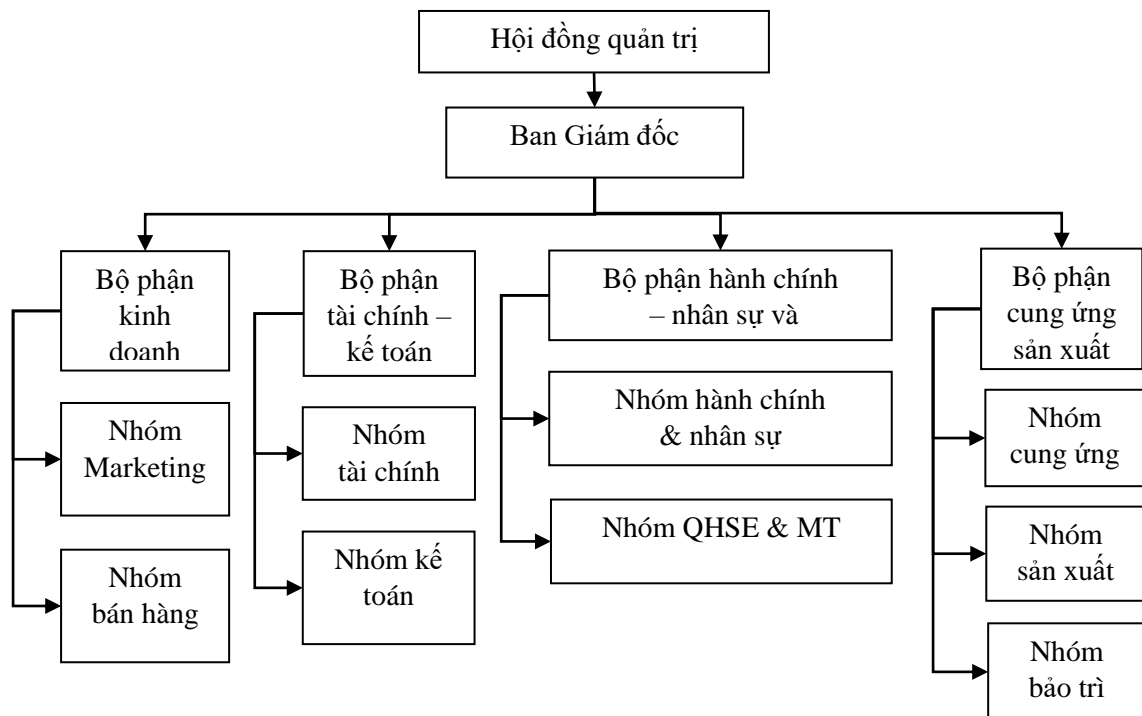 Hội đồng quản trị
Ban Giám đốc
Bộ phận
kinh
doanh
Nhóm
Marketing
Nhóm
bán hàng
Bộ phận
tài chính –
kế toán
Nhóm
tài chính
Nhóm kế
toán
Bộ phận hành chính
– nhân sự và
Nhóm hành chính
& nhân sự
Nhóm QHSE & MT
Bộ phận
cung ứng
sản xuất
Nhóm
cung ứng
Nhóm
sản xuất
Nhóm
bảo trì